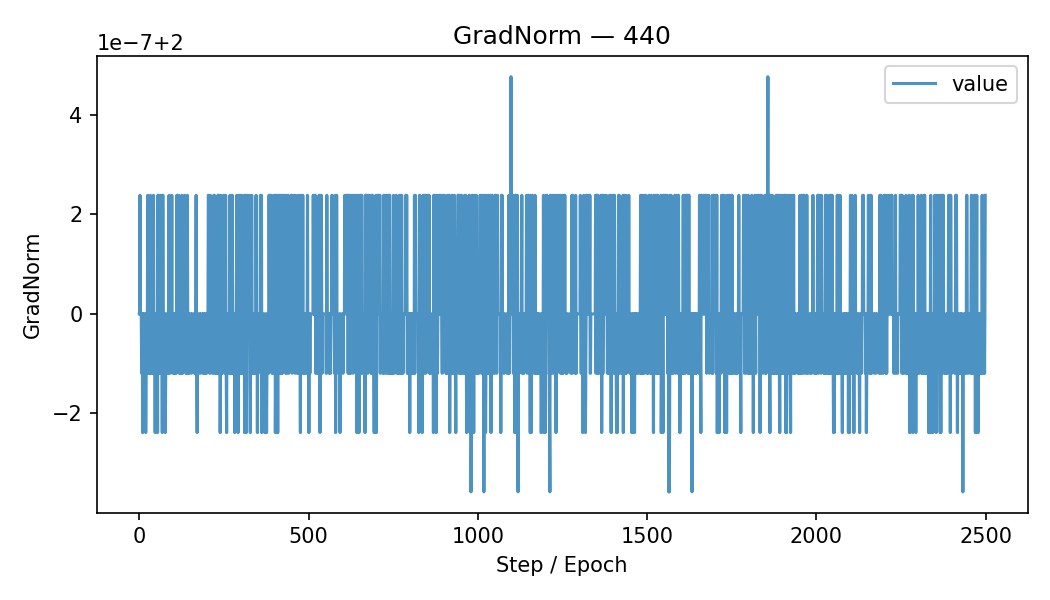 GradNorm — 440
1e−7+2
value
GradNorm
4
2
0
−2
0
500
1000
1500
2000
2500
Step / Epoch